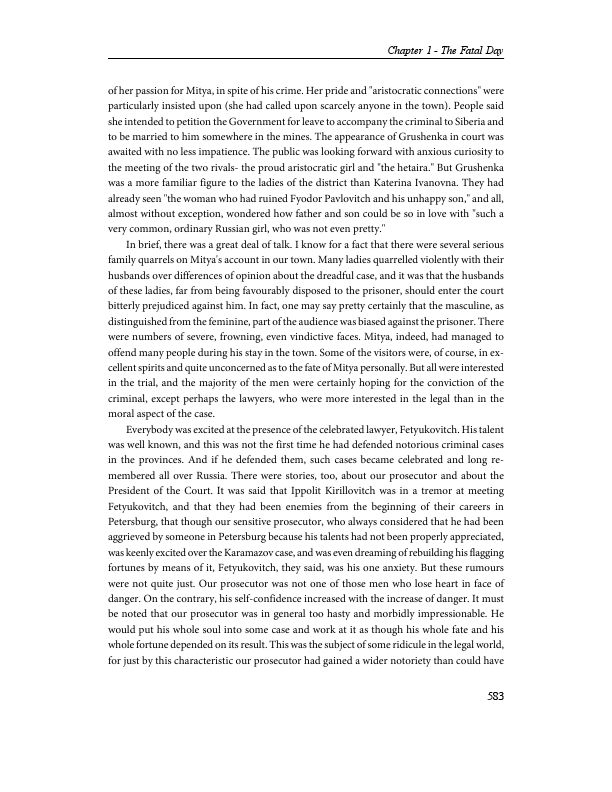 Chapter 1 - The Fatal Day
of her passion for Mitya, in spite of his crime. Her pride and "aristocratic connections" were
particularly insisted upon (she had called upon scarcely anyone in the town). People said
she intended to petition the Government for leave to accompany the criminal to Siberia and
to be married to him somewhere in the mines. The appearance of Grushenka in court was
awaited with no less impatience. The public was looking forward with anxious curiosity to
the meeting of the two rivals- the proud aristocratic girl and "the hetaira." But Grushenka
was a more familiar figure to the ladies of the district than Katerina Ivanovna. They had
already seen "the woman who had ruined Fyodor Pavlovitch and his unhappy son," and all,
almost without exception, wondered how father and son could be so in love with "such a
very common, ordinary Russian girl, who was not even pretty."
In brief, there was a great deal of talk. I know for a fact that there were several serious
family quarrels on Mitya's account in our town. Many ladies quarrelled violently with their
husbands over differences of opinion about the dreadful case, and it was that the husbands
of these ladies, far from being favourably disposed to the prisoner, should enter the court
bitterly prejudiced against him. In fact, one may say pretty certainly that the masculine, as
distinguished from the feminine, part of the audience was biased against the prisoner. There
were numbers of severe, frowning, even vindictive faces. Mitya, indeed, had managed to
offend many people during his stay in the town. Some of the visitors were, of course, in ex-
cellent spirits and quite unconcerned as to the fate of Mitya personally. But all were interested
in the trial, and the majority of the men were certainly hoping for the conviction of the
criminal, except perhaps the lawyers, who were more interested in the legal than in the
moral aspect of the case.
Everybody was excited at the presence of the celebrated lawyer, Fetyukovitch. His talent
was well known, and this was not the first time he had defended notorious criminal cases
in the provinces. And if he defended them, such cases became celebrated and long re-
membered all over Russia. There were stories, too, about our prosecutor and about the
President of the Court. It was said that Ippolit Kirillovitch was in a tremor at meeting
Fetyukovitch, and that they had been enemies from the beginning of their careers in
Petersburg, that though our sensitive prosecutor, who always considered that he had been
aggrieved by someone in Petersburg because his talents had not been properly appreciated,
was keenly excited over the Karamazov case, and was even dreaming of rebuilding his flagging
fortunes by means of it, Fetyukovitch, they said, was his one anxiety. But these rumours
were not quite just. Our prosecutor was not one of those men who lose heart in face of
danger. On the contrary, his self-confidence increased with the increase of danger. It must
be noted that our prosecutor was in general too hasty and morbidly impressionable. He
would put his whole soul into some case and work at it as though his whole fate and his
whole fortune depended on its result. This was the subject of some ridicule in the legal world,
for just by this characteristic our prosecutor had gained a wider notoriety than could have
583